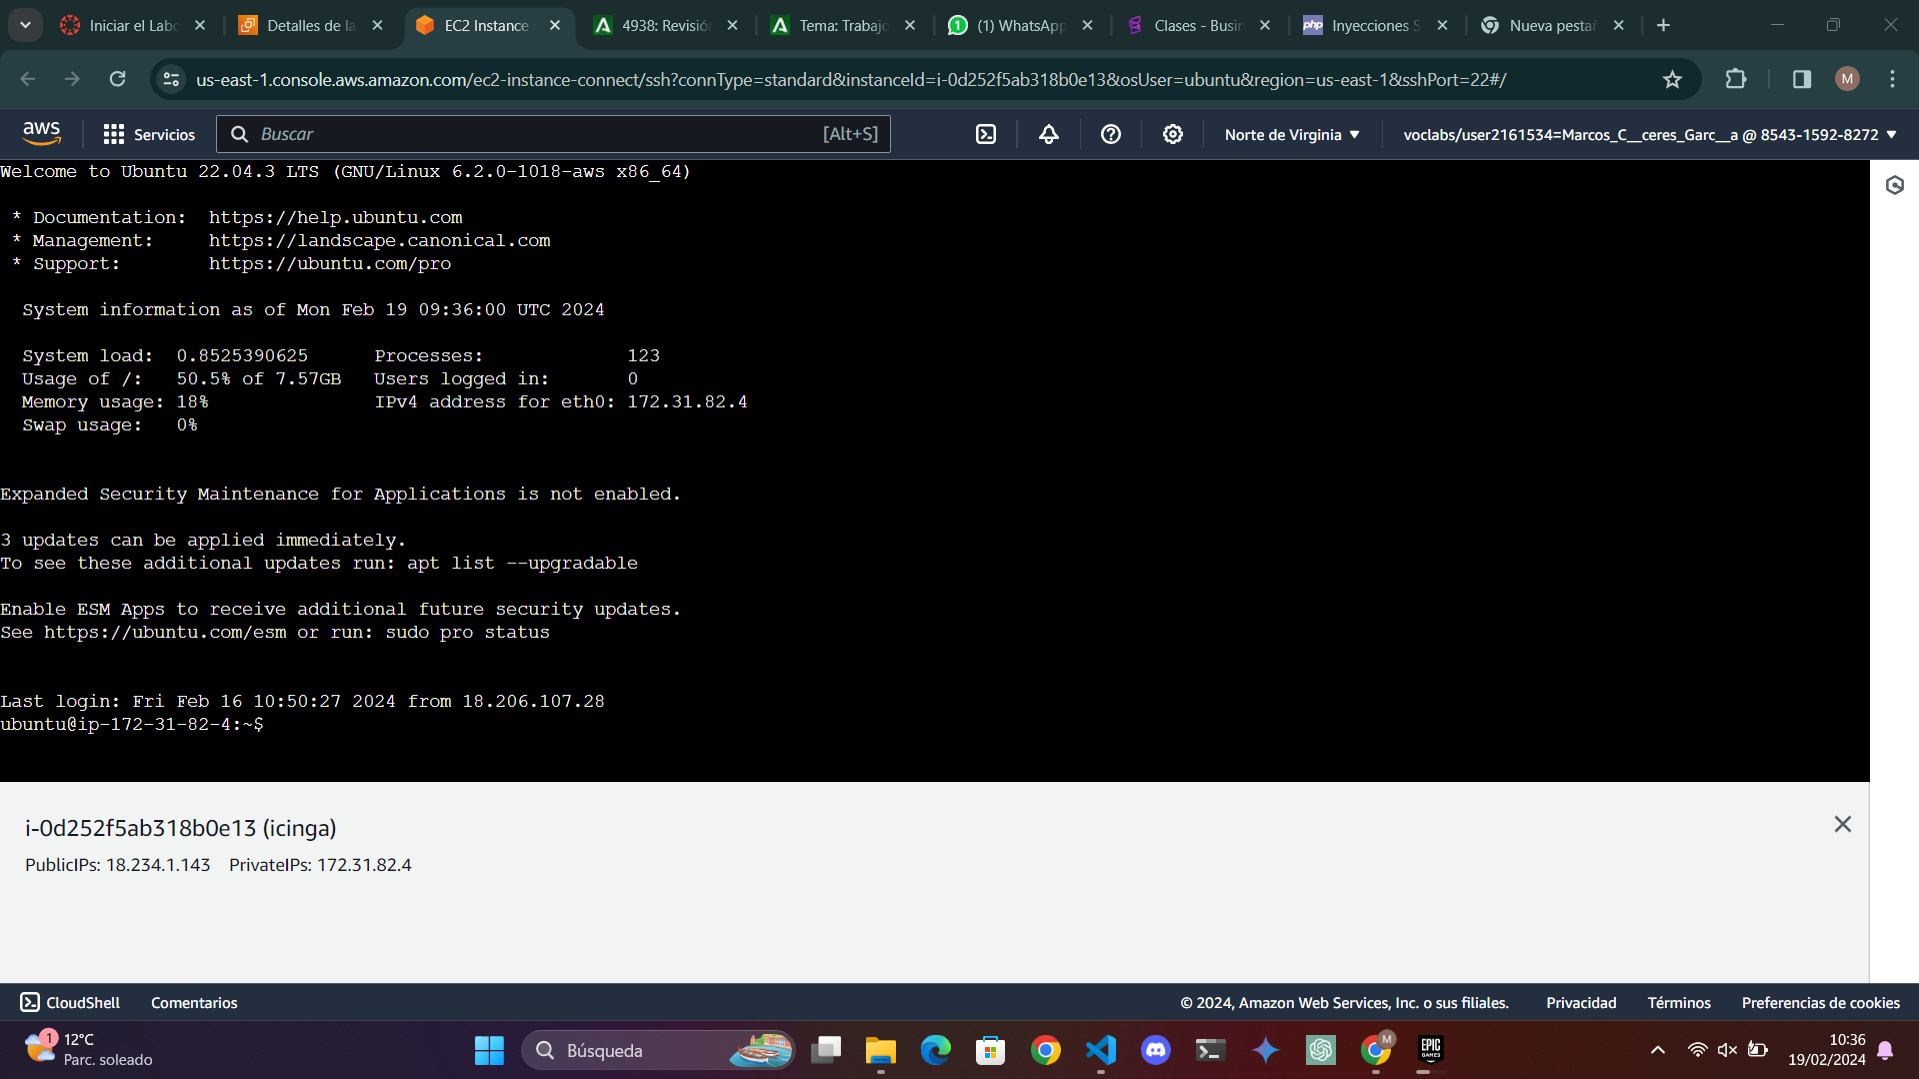 Iniciar el Labo
Detalles de la
EC2 Instance
4938: Revisión
Tema: Trabajo
(1) WhatsApp
Clases - Busin
php
Inyecciones S
Nueva pestañ
us-east-1.console.aws.amazon.com/ec2-instance-connect/ssh?connType=standard&instanceId=i-0d252f5ab318b0e13&osUser=ubuntu&region=us-east-1&sshPort=22#/
M
aws
Servicios
Buscar
[Alt+S]
Norte de Virginia
voclabs/user2161534=Marcos_C__ceres_Garc__a @ 8543-1592-8272
Welcome to Ubuntu 22.04.3 LTS (GNU/Linux 6.2.0-1018-aws x86_64)
* Documentation: https://help.ubuntu.com
* Management: https://landscape.canonical.com
* Support: https://ubuntu.com/pro
System information as of Mon Feb 19 09:36:00 UTC 2024
System load: 0.8525390625 Processes: 123
Usage of /: 50.5% of 7.57GB Users logged in: 0
Memory usage: 18% IPv4 address for eth0: 172.31.82.4
Swap usage: 0%
Expanded Security Maintenance for Applications is not enabled.
3 updates can be applied immediately.
To see these additional updates run: apt list --upgradable
Enable ESM Apps to receive additional future security updates.
See https://ubuntu.com/esm or run: sudo pro status
Last login: Fri Feb 16 10:50:27 2024 from 18.206.107.28
ubuntu@ip-172-31-82-4:~$
i-0d252f5ab318b0e13 (icinga)
PublicIPs: 18.234.1.143 PrivateIPs: 172.31.82.4
CloudShell
Comentarios
© 2024, Amazon Web Services, Inc. o sus filiales.
Privacidad
Términos
Preferencias de cookies
1
12°C
Parc. soleado
Búsqueda
M
EPIC
GAMES
10:36
19/02/2024